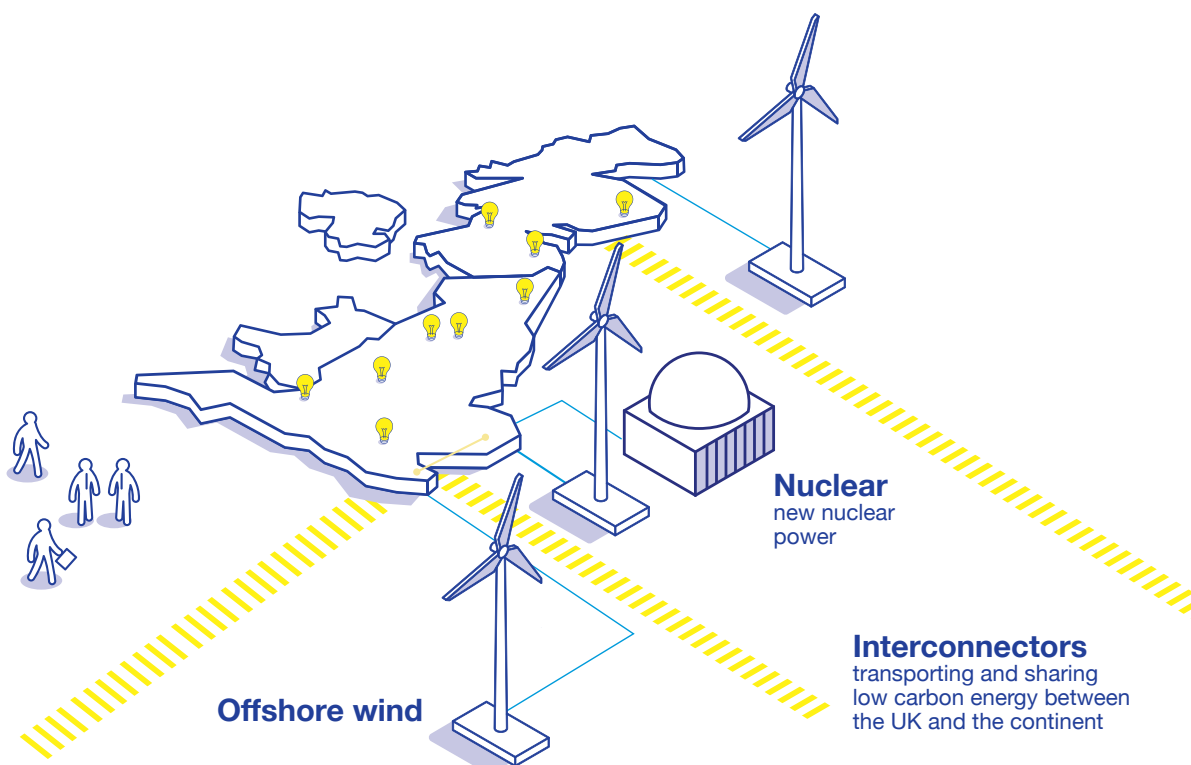 Nuclear
new nuclear
power
Interconnectors
transporting and sharing
low carbon energy between
the UK and the continent
Offshore wind